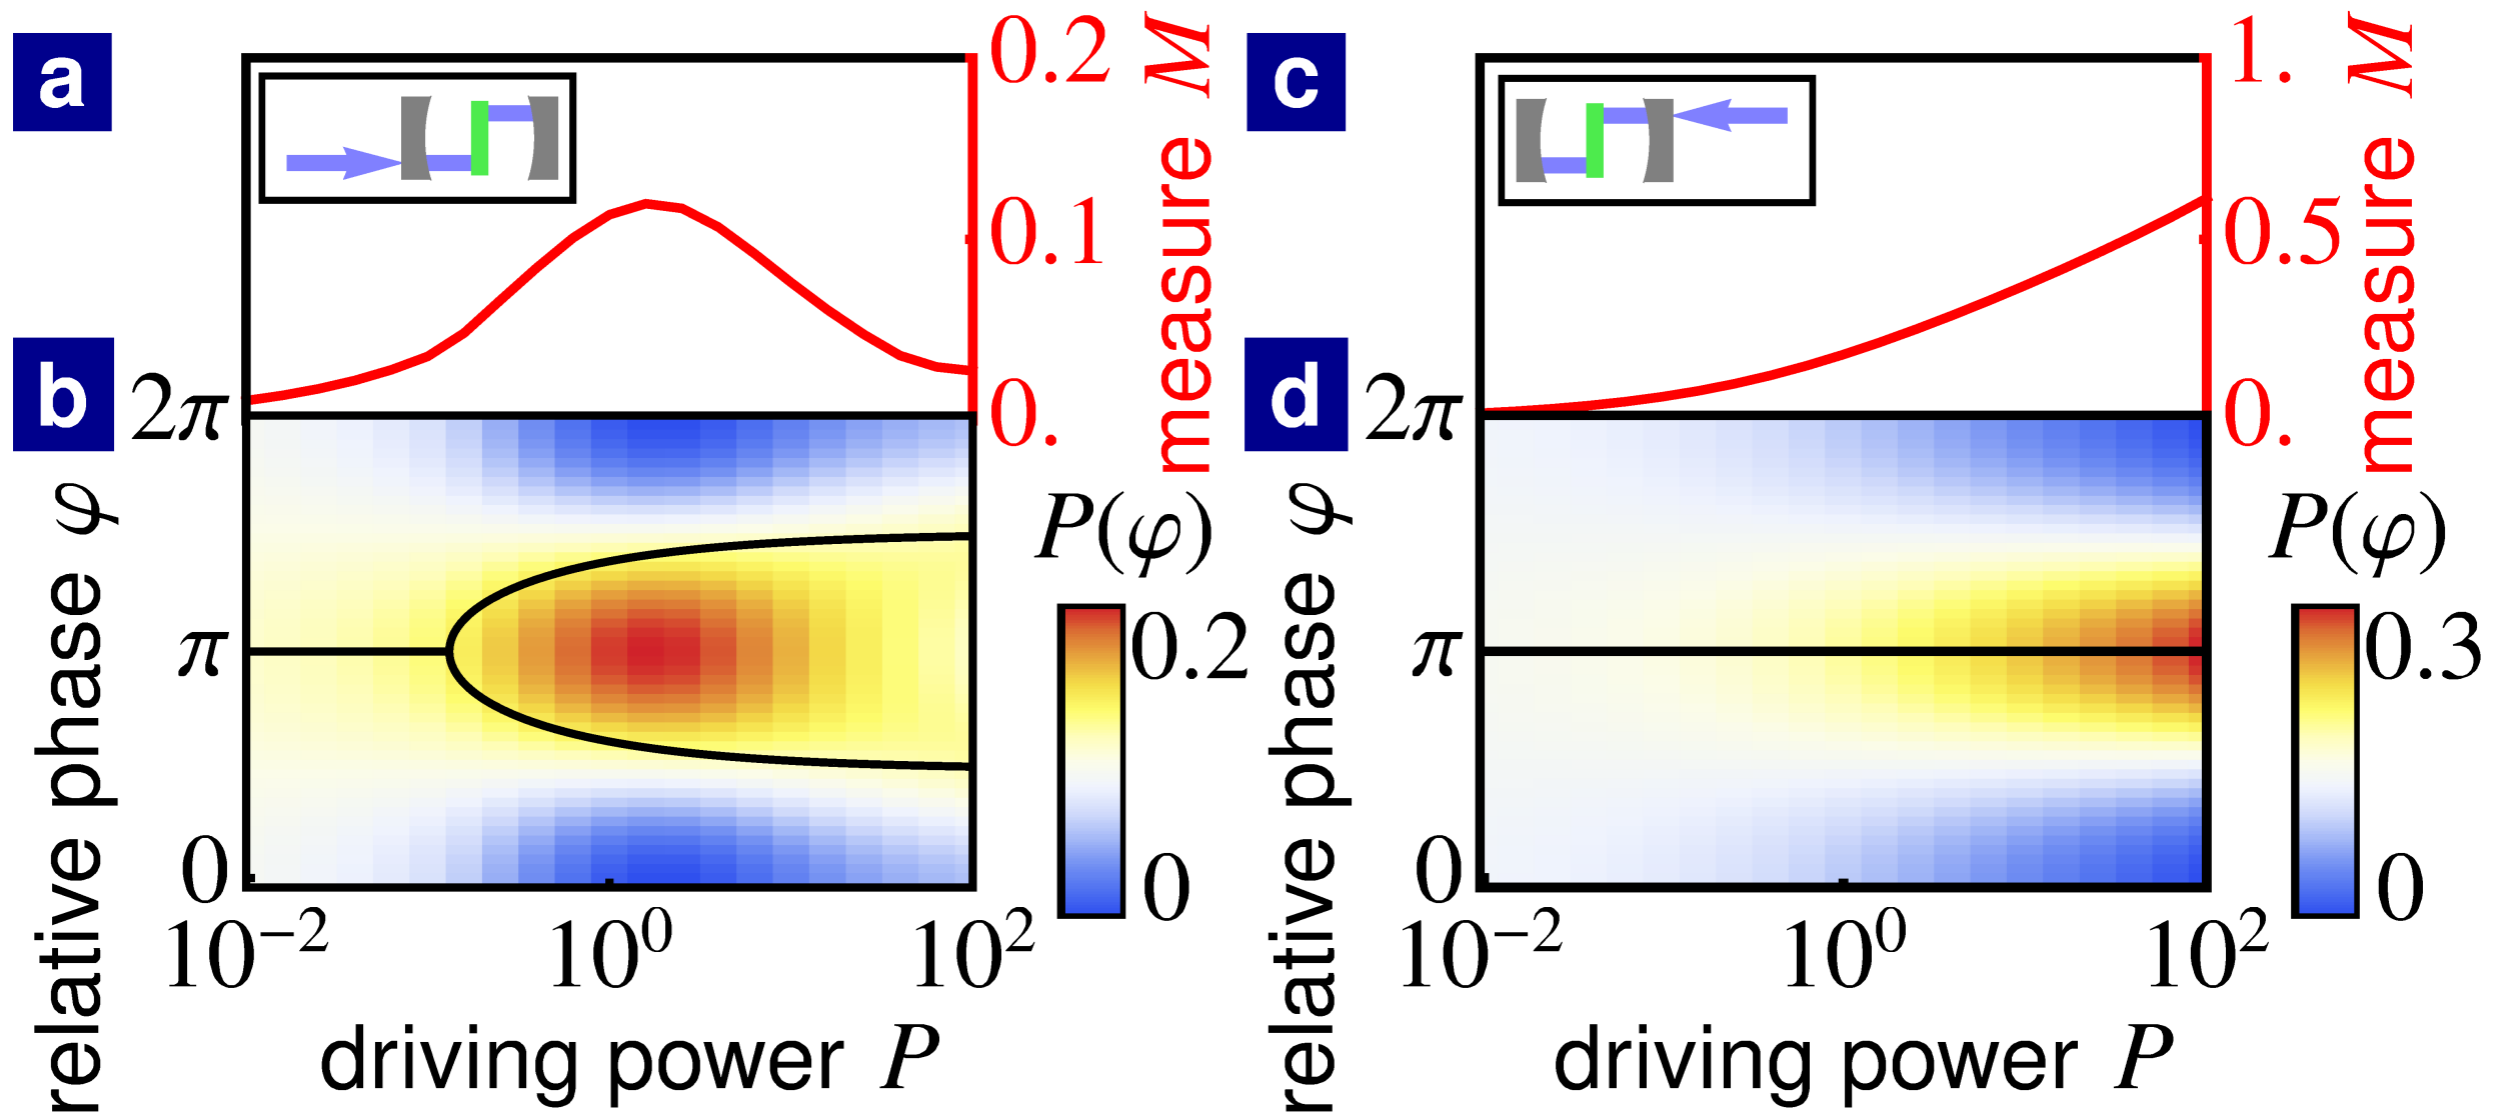 a
0.2
0.1
0.
measure M
b
2π
π
0
relative phase φ
10⁻²
10⁰
10²
driving power P
P(φ)
0.2
0
c
1.
0.5
0.
measure M
d
2π
π
0
relative phase φ
10⁻²
10⁰
10²
driving power P
P(φ)
0.3
0